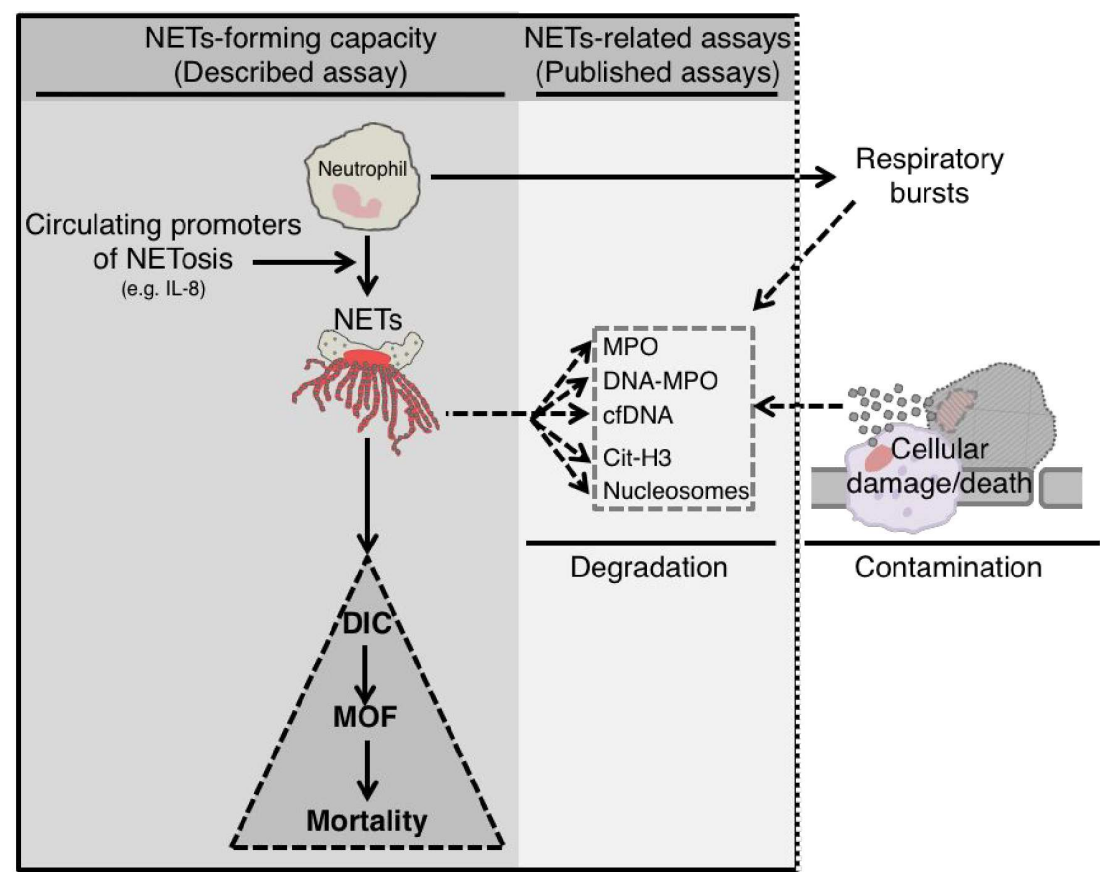 NETs-forming capacity
(Described assay)
NETs-related assays
(Published assays)
Neutrophil
Respiratory
bursts
Circulating promoters
of NETosis
(e.g. IL-8)
NETs
MPO
DNA-MPO
cfDNA
Cit-H3
Nucleosomes
Cellular
damage/death
Degradation
Contamination
DIC
MOF
Mortality